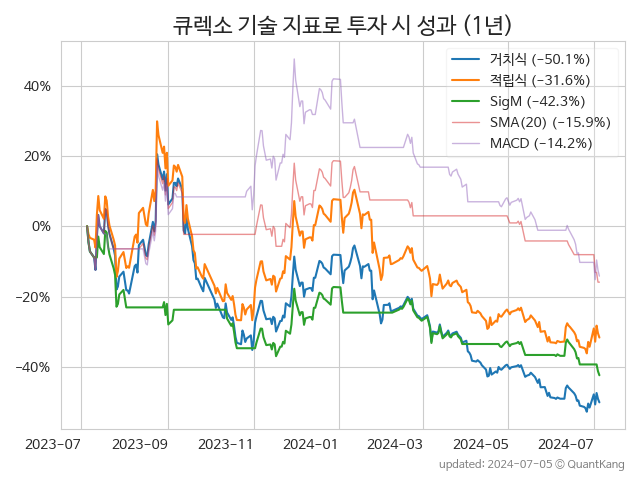 큐렉소 기술 지표로 투자 시 성과 (1년)
거치식 (−50.1%)
적립식 (−31.6%)
SigM (−42.3%)
SMA(20) (−15.9%)
MACD (−14.2%)
40%
20%
0%
−20%
−40%
2023−07 2023−09 2023−11 2024−01 2024−03 2024−05 2024−07
updated: 2024-07-05 © QuantKang